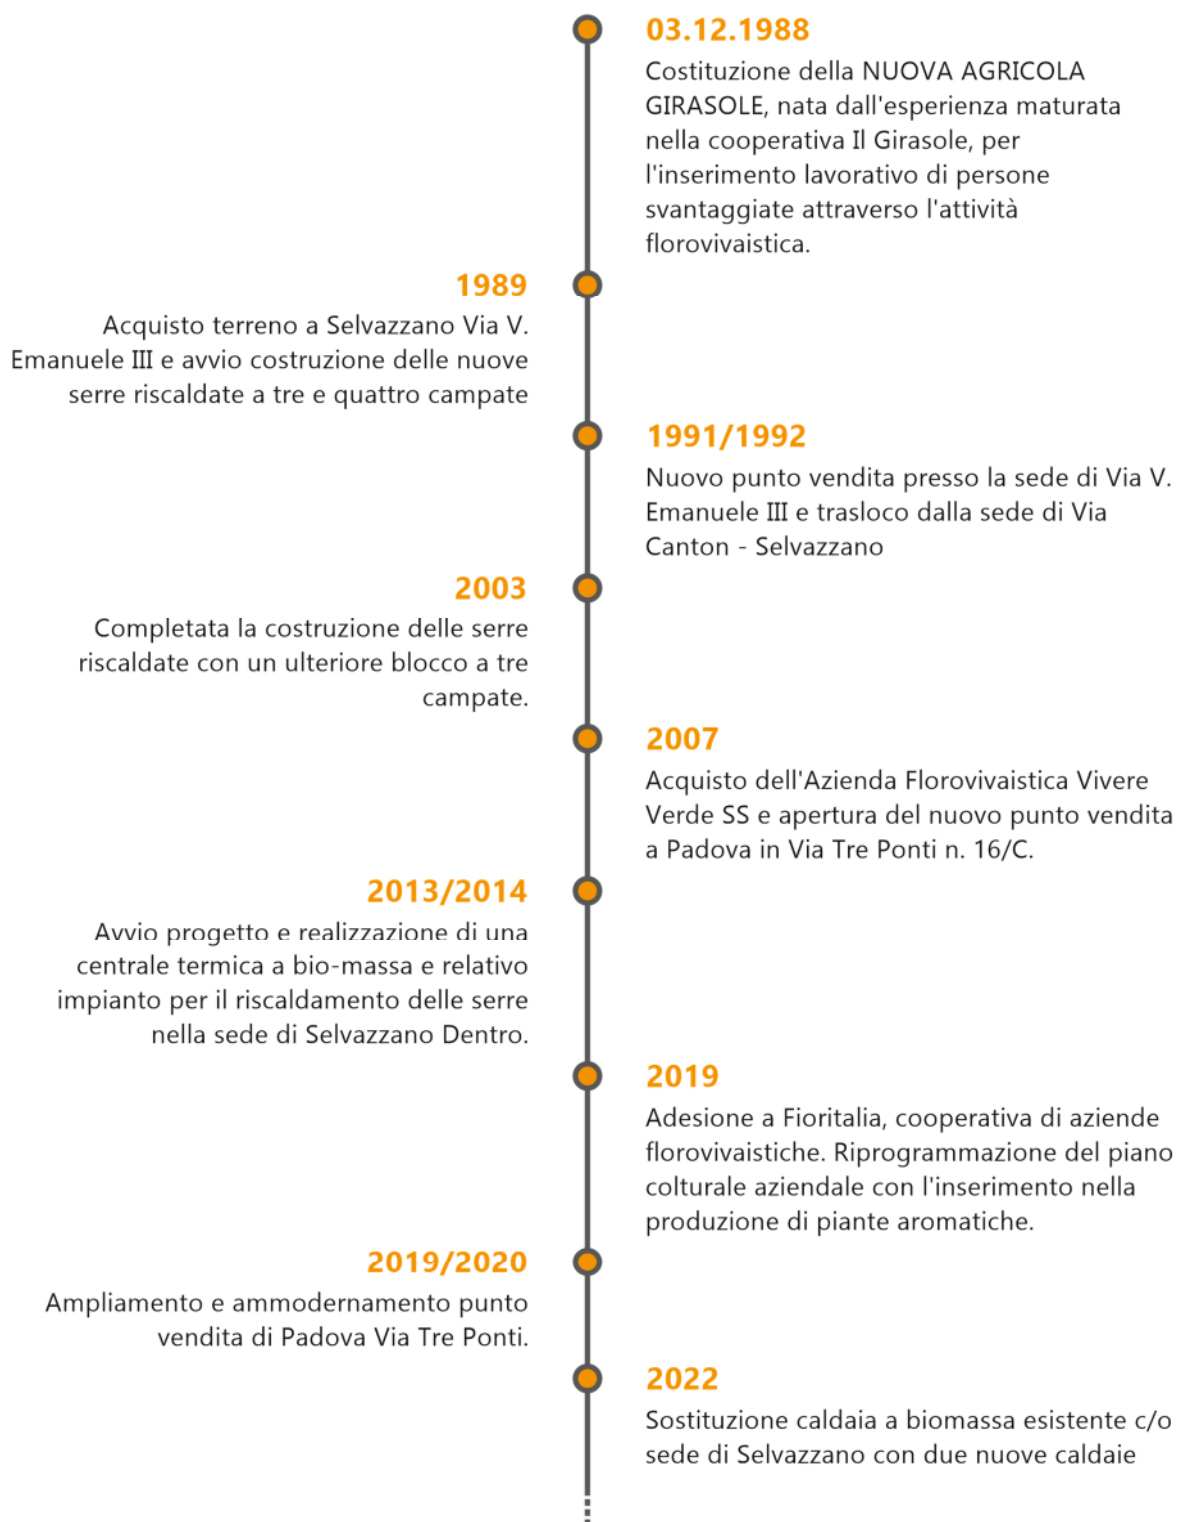 03.12.1988
Costituzione della NUOVA AGRICOLA
GIRASOLE, nata dall'esperienza maturata
nella cooperativa Il Girasole, per
l'inserimento lavorativo di persone
svantaggiate attraverso l'attività
florovivaistica.
1989
Acquisto terreno a Selvazzano Via V.
Emanuele III e avvio costruzione delle nuove
serre riscaldate a tre e quattro campate
1991/1992
Nuovo punto vendita presso la sede di Via V.
Emanuele III e trasloco dalla sede di Via
Canton - Selvazzano
2003
Completata la costruzione delle serre
riscaldate con un ulteriore blocco a tre
campate.
2007
Acquisto dell'Azienda Florovivaistica Vivere
Verde SS e apertura del nuovo punto vendita
a Padova in Via Tre Ponti n. 16/C.
2013/2014
Avvio progetto e realizzazione di una
centrale termica a bio-massa e relativo
impianto per il riscaldamento delle serre
nella sede di Selvazzano Dentro.
2019
Adesione a Fioritalia, cooperativa di aziende
florovivaistiche. Riprogrammazione del piano
colturale aziendale con l'inserimento nella
produzione di piante aromatiche.
2019/2020
Ampliamento e ammodernamento punto
vendita di Padova Via Tre Ponti.
2022
Sostituzione caldaia a biomassa esistente c/o
sede di Selvazzano con due nuove caldaie